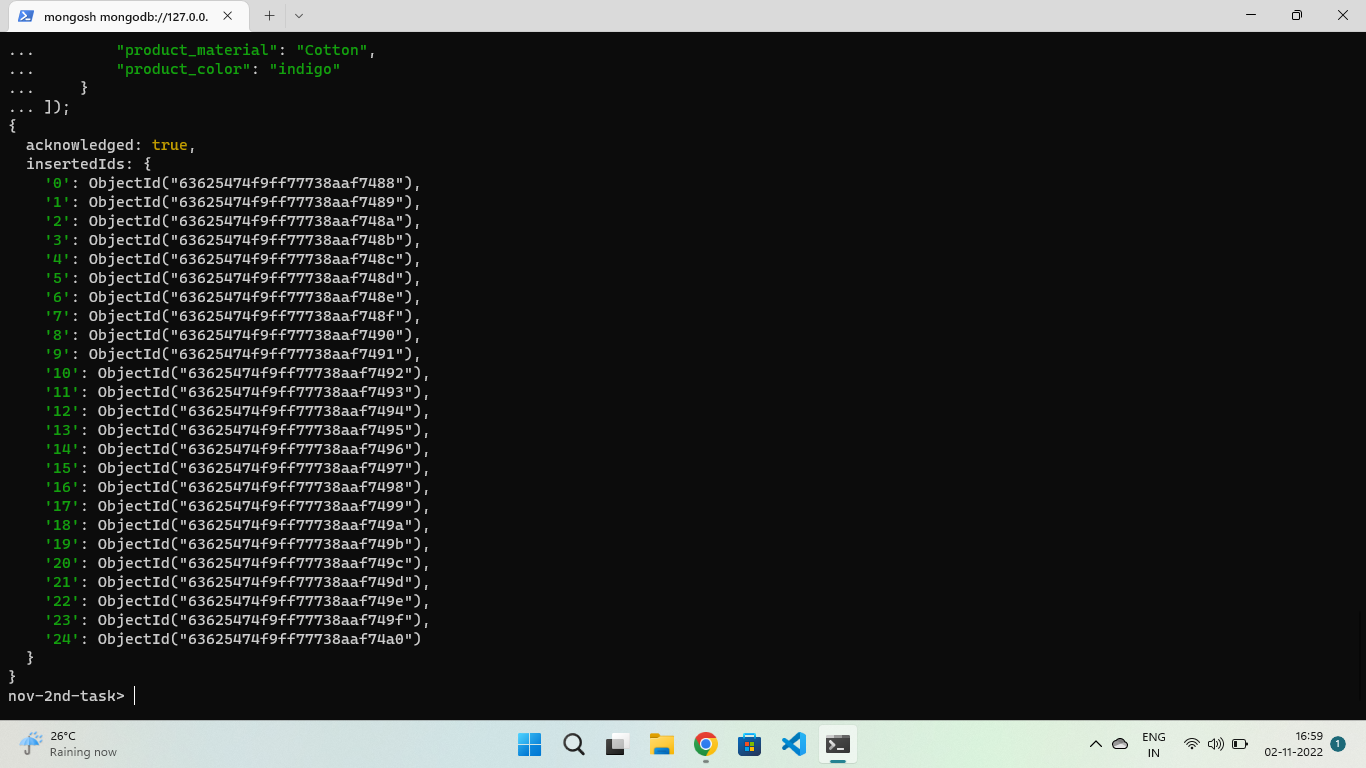 mongosh mongodb://127.0.0.
...         "product_material": "Cotton",
...         "product_color": "indigo"
...     }
... ]);
{
  acknowledged: true,
  insertedIds: {
    '0': ObjectId("63625474f9ff77738aaf7488"),
    '1': ObjectId("63625474f9ff77738aaf7489"),
    '2': ObjectId("63625474f9ff77738aaf748a"),
    '3': ObjectId("63625474f9ff77738aaf748b"),
    '4': ObjectId("63625474f9ff77738aaf748c"),
    '5': ObjectId("63625474f9ff77738aaf748d"),
    '6': ObjectId("63625474f9ff77738aaf748e"),
    '7': ObjectId("63625474f9ff77738aaf748f"),
    '8': ObjectId("63625474f9ff77738aaf7490"),
    '9': ObjectId("63625474f9ff77738aaf7491"),
    '10': ObjectId("63625474f9ff77738aaf7492"),
    '11': ObjectId("63625474f9ff77738aaf7493"),
    '12': ObjectId("63625474f9ff77738aaf7494"),
    '13': ObjectId("63625474f9ff77738aaf7495"),
    '14': ObjectId("63625474f9ff77738aaf7496"),
    '15': ObjectId("63625474f9ff77738aaf7497"),
    '16': ObjectId("63625474f9ff77738aaf7498"),
    '17': ObjectId("63625474f9ff77738aaf7499"),
    '18': ObjectId("63625474f9ff77738aaf749a"),
    '19': ObjectId("63625474f9ff77738aaf749b"),
    '20': ObjectId("63625474f9ff77738aaf749c"),
    '21': ObjectId("63625474f9ff77738aaf749d"),
    '22': ObjectId("63625474f9ff77738aaf749e"),
    '23': ObjectId("63625474f9ff77738aaf749f"),
    '24': ObjectId("63625474f9ff77738aaf74a0")
  }
}
nov-2nd-task>
26°C
Raining now
ENG
IN
16:59
02-11-2022
1